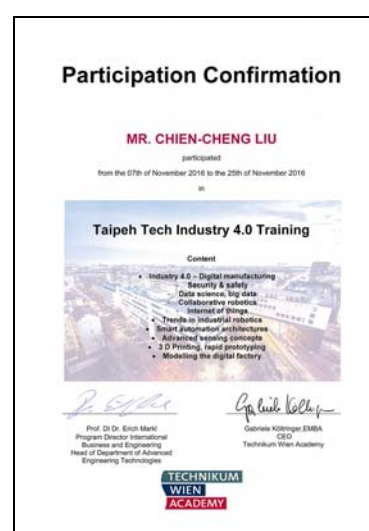 Participation Confirmation
MR. CHIEN-CHENG LIU
participated
from the 07th of November 2016 to the 25th of November 2016
in
Taipeh Tech Industry 4.0 Training
Content
• Industry 4.0 – Digital manufacturing
Security & safety
Data science, big data
Collaborative robotics
Internet of things
• Trends in industrial robotics
• Smart automation architectures
• Advanced sensing concepts
• 3 D Printing, rapid prototyping
• Modelling the digital factory
Prof. DI Dr. Erich Markl
Program Director International
Business and Engineering
Head of Department of Advanced
Engineering Technologies
Gabriele Költringer
Gabriele Költringer,EMBA
CEO
Technikum Wien Academy
TECHNIKUM
WIEN
ACADEMY